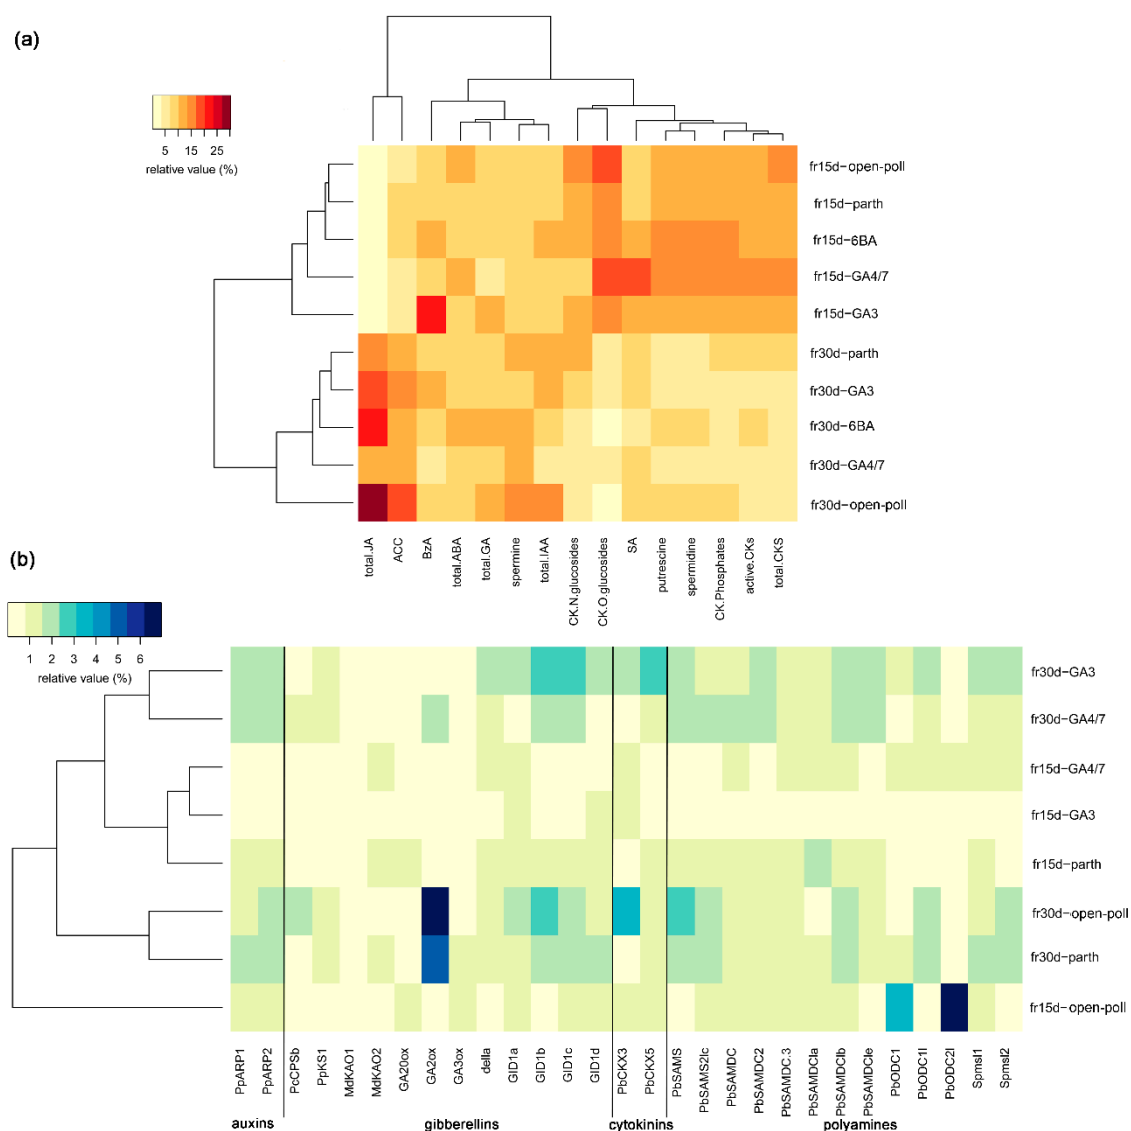 (a)
5 15 25
relative value (%)
fr15d−open−poll
fr15d−parth
fr15d−6BA
fr15d−GA4/7
fr15d−GA3
fr30d−parth
fr30d−GA3
fr30d−6BA
fr30d−GA4/7
fr30d−open−poll
total.JA
ACC
BzA
total.ABA
total.GA
spermine
total.IAA
CK.N.glucosides
CK.O.glucosides
SA
putrescine
spermidine
CK.Phosphates
active.CKs
total.CKS
(b)
1 2 3 4 5 6
relative value (%)
fr30d−GA3
fr30d−GA4/7
fr15d−GA4/7
fr15d−GA3
fr15d−parth
fr30d−open−poll
fr30d−parth
fr15d−open−poll
PpARP1
PpARP2
PcCPSb
PpKS1
MdKAO1
MdKAO2
GA20ox
GA2ox
GA3ox
della
GID1a
GID1b
GID1c
GID1d
PbCKX3
PbCKX5
PbSAMS
PbSAMS2lc
PbSAMDC
PbSAMDC2
PbSAMDC.3
PbSAMDCla
PbSAMDClb
PbSAMDCle
PbODC1
PbODC1l
PbODC2l
Spmsl1
Spmsl2
auxins gibberellins cytokinins polyamines